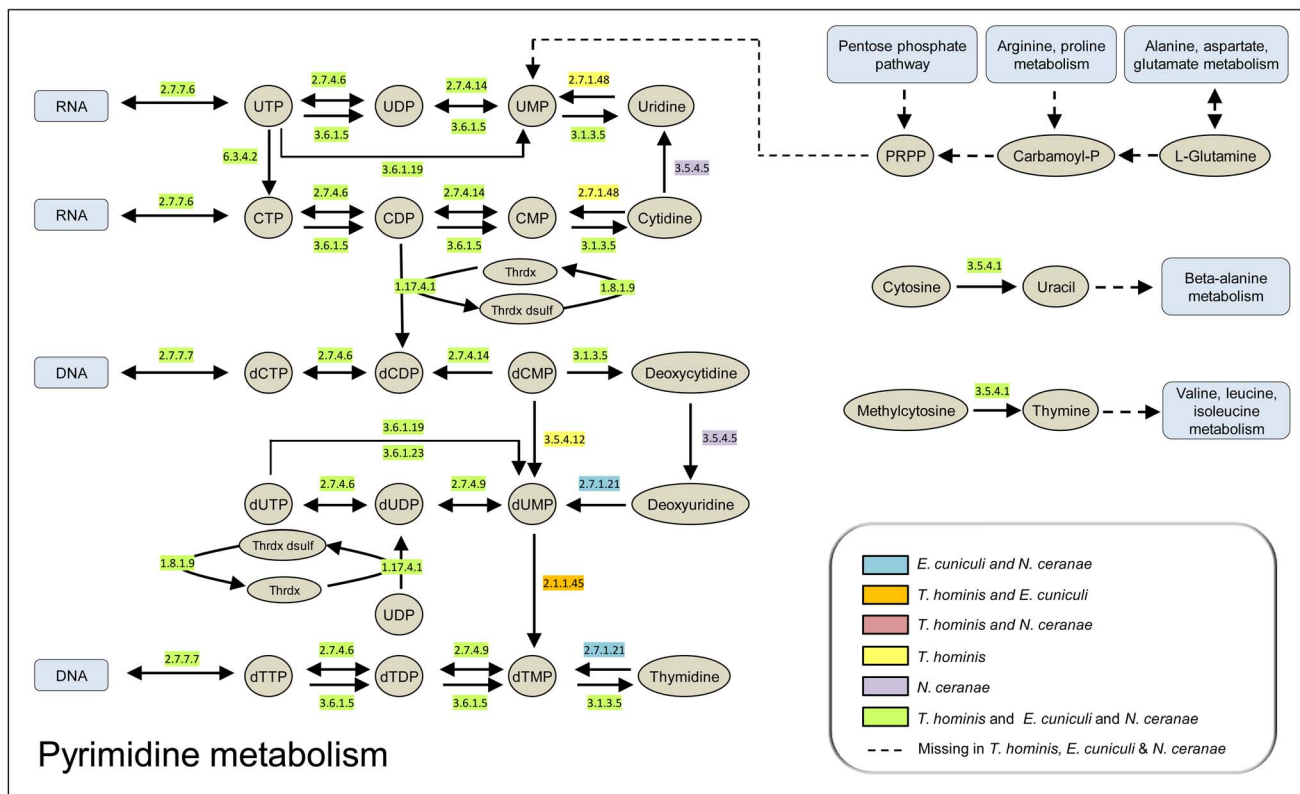 Pentose phosphate
pathway
Arginine, proline
metabolism
Alanine, aspartate,
glutamate metabolism
2.7.7.6
2.7.4.6
2.7.4.14
2.7.1.48
RNA
UTP
UDP
UMP
Uridine
3.6.1.5
3.6.1.5
3.1.3.5
6.3.4.2
3.6.1.19
3.5.4.5
PRPP
Carbamoyl-P
L-Glutamine
2.7.7.6
2.7.4.6
2.7.4.14
2.7.1.48
RNA
CTP
CDP
CMP
Cytidine
3.6.1.5
3.6.1.5
3.1.3.5
Thrdx
1.17.4.1
1.8.1.9
Thrdx dsulf
3.5.4.1
Cytosine
Uracil
Beta-alanine
metabolism
2.7.7.7
2.7.4.6
2.7.4.14
3.1.3.5
DNA
dCTP
dCDP
dCMP
Deoxycytidine
3.5.4.1
Methylcytosine
Thymine
Valine, leucine,
isoleucine
metabolism
3.6.1.19
3.6.1.23
3.5.4.12
3.5.4.5
2.7.4.6
2.7.4.9
2.7.1.21
dUTP
dUDP
dUMP
Deoxyuridine
Thrdx dsulf
1.8.1.9
1.17.4.1
Thrdx
UDP
2.1.1.45
2.7.7.7
2.7.4.6
2.7.4.9
2.7.1.21
DNA
dTTP
dTDP
dTMP
Thymidine
3.6.1.5
3.6.1.5
3.1.3.5
E. cuniculi and N. ceranae
T. hominis and E. cuniculi
T. hominis and N. ceranae
T. hominis
N. ceranae
T. hominis and E. cuniculi and N. ceranae
Missing in T. hominis, E. cuniculi & N. ceranae
Pyrimidine metabolism